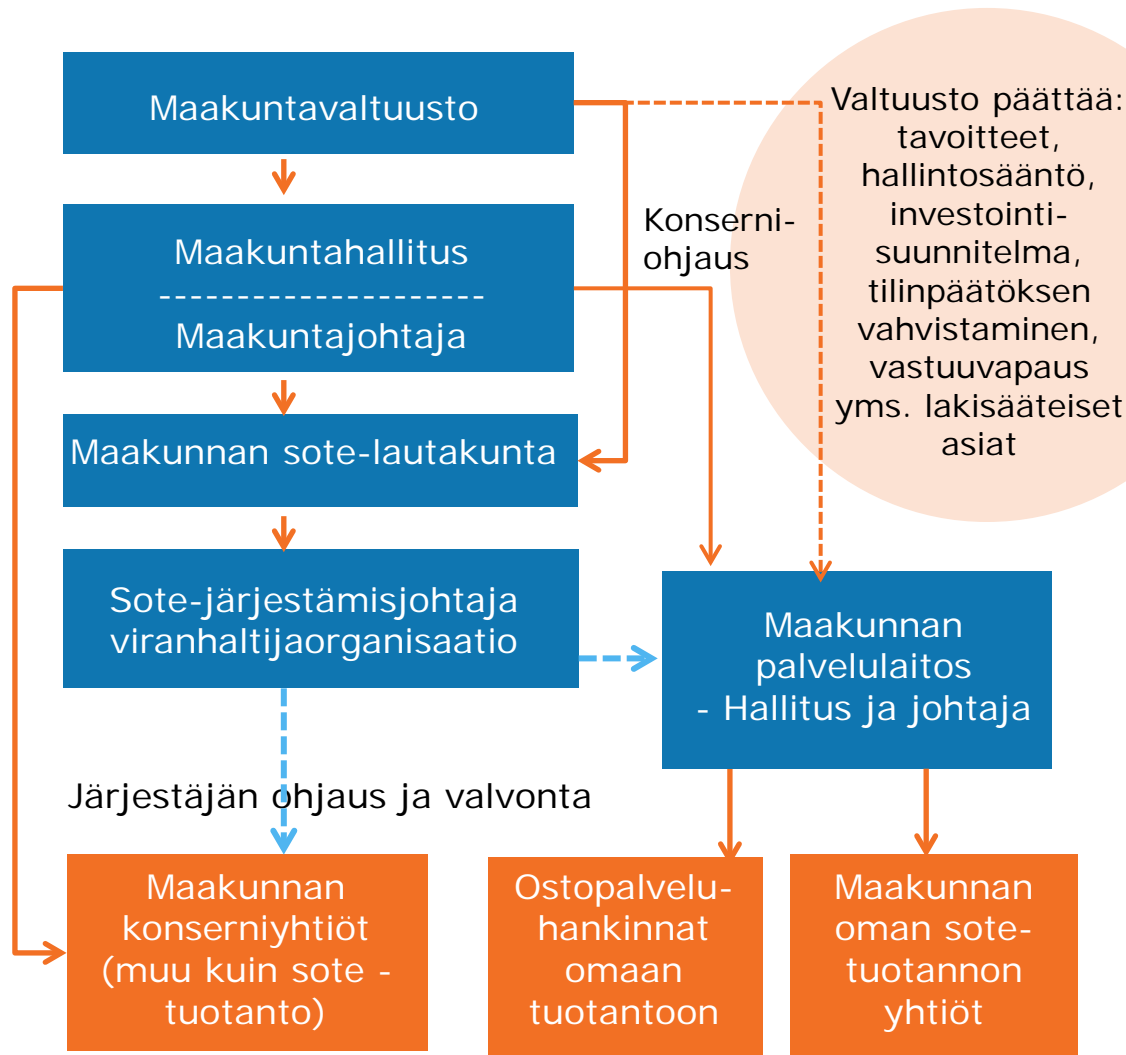 Maakuntavaltuusto
Valtuusto päättää:
tavoitteet,
hallintosääntö,
investointi-
suunnitelma,
tilinpäätöksen
vahvistaminen,
vastuuvapaus
yms. lakisääteiset
asiat
Konserni-
ohjaus
Maakuntahallitus
----------------------
Maakuntajohtaja
Maakunnan sote-lautakunta
Sote-järjestämisjohtaja
viranhaltijaorganisaatio
Maakunnan
palvelulaitos
- Hallitus ja johtaja
Järjestäjän ohjaus ja valvonta
Maakunnan
konserniyhtiöt
(muu kuin sote -
tuotanto)
Ostopalvelu-
hankinnat
omaan
tuotantoon
Maakunnan
oman sote-
tuotannon
yhtiöt